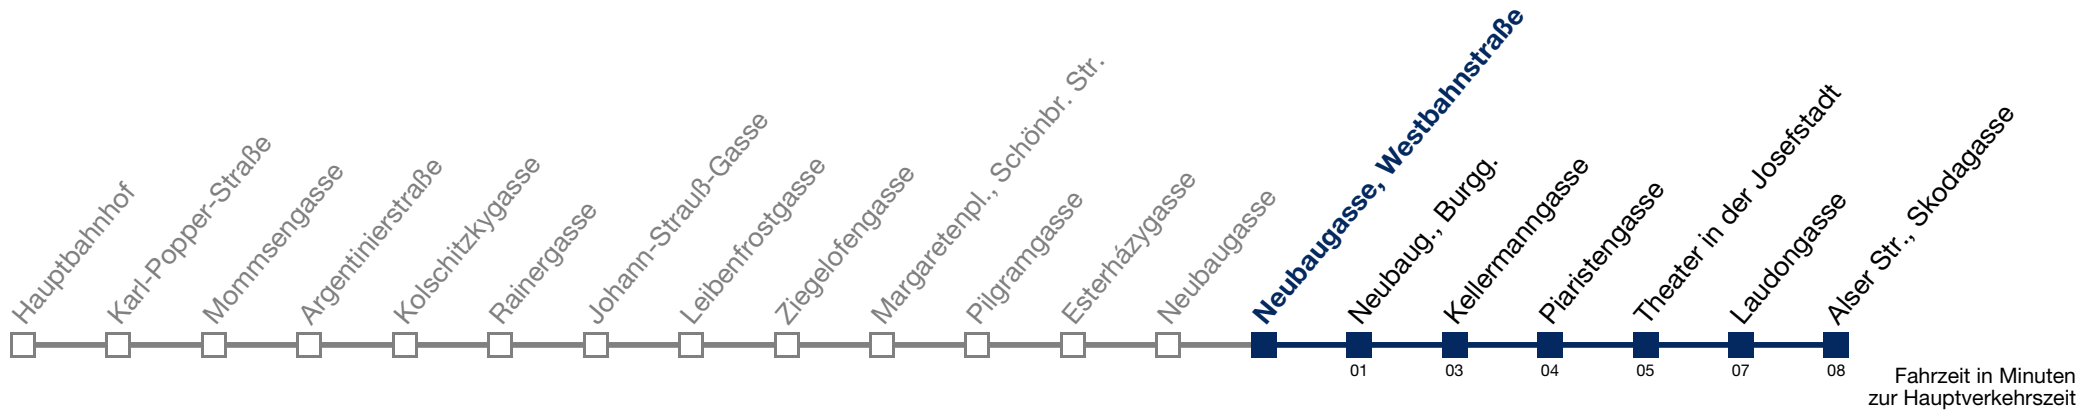 Hauptbahnhof
Karl-Popper-Straße
Mommsengasse
Argentinierstraße
Kolschitzkygasse
Rainergasse
Johann-Strauß-Gasse
Leibenfrostgasse
Ziegelofengasse
Margaretenpl., Schönbr. Str.
Pilgramgasse
Esterházygasse
Neubaugasse
Neubaugasse, Westbahnstraße
Neubaug., Burgg.
Kellermanngasse
Piaristengasse
Theater in der Josefstadt
Laudongasse
Alser Str., Skodagasse
01 03 04 05 07 08
Fahrzeit in Minuten
zur Hauptverkehrszeit